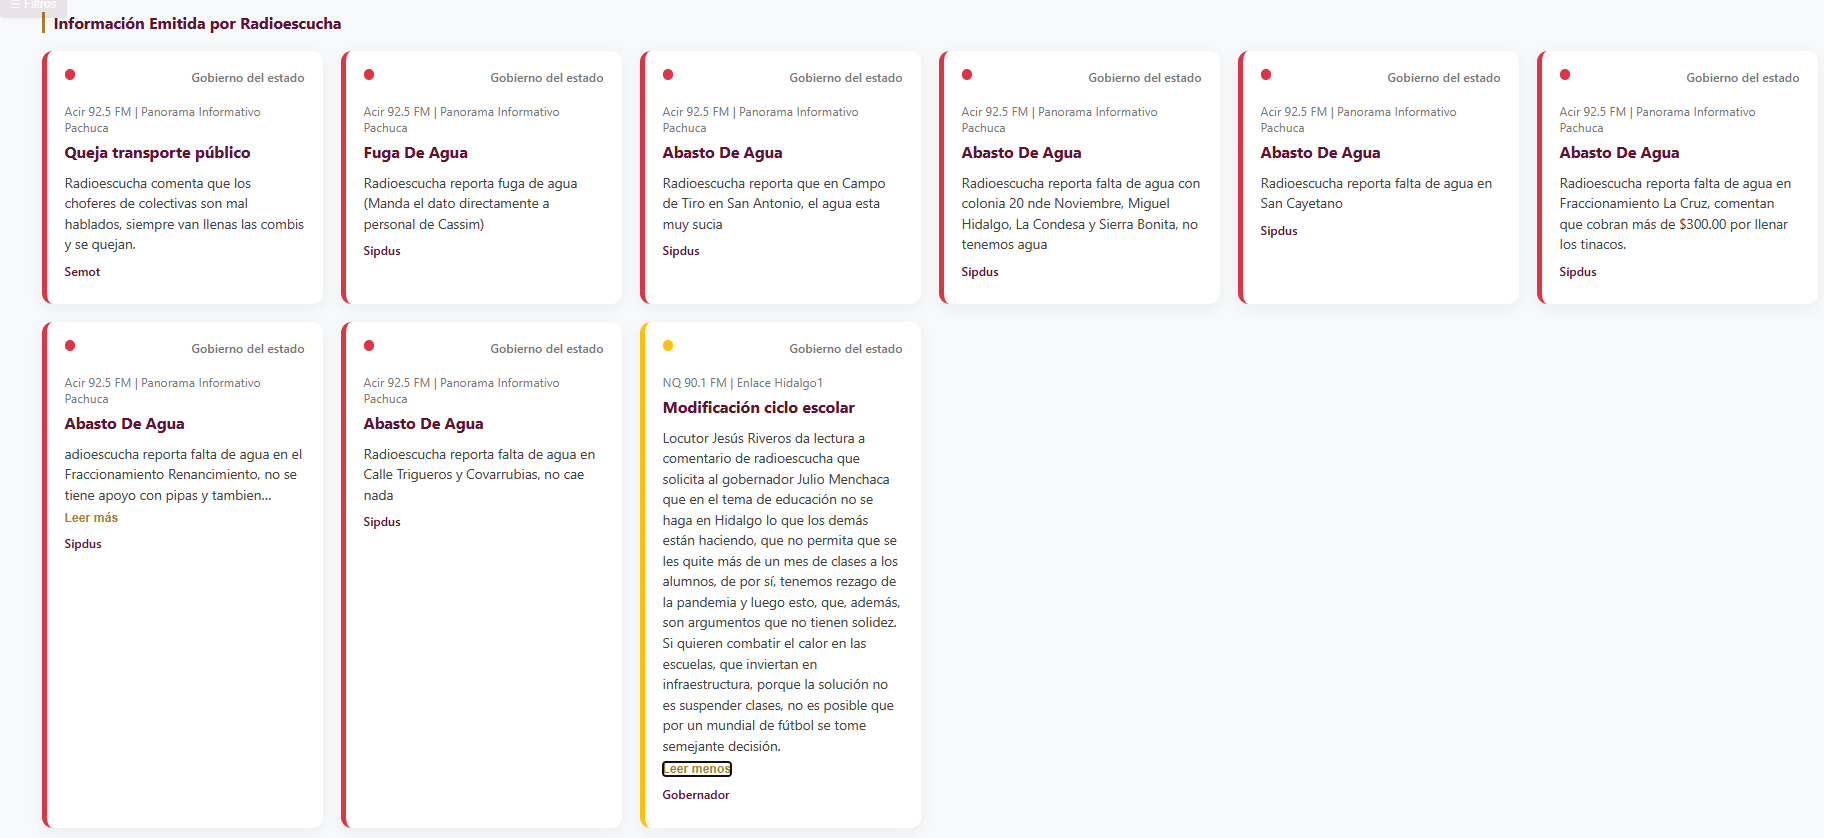 ☰ Filtros
Información Emitida por Radioescucha
Gobierno del estado
Acir 92.5 FM | Panorama Informativo
Pachuca
Queja transporte público
Radioescucha comenta que los
choferes de colectivas son mal
hablados, siempre van llenas las combis
y se quejan.
Semot
Gobierno del estado
Acir 92.5 FM | Panorama Informativo
Pachuca
Fuga De Agua
Radioescucha reporta fuga de agua
(Manda el dato directamente a
personal de Cassim)
Sipdus
Gobierno del estado
Acir 92.5 FM | Panorama Informativo
Pachuca
Abasto De Agua
Radioescucha reporta que en Campo
de Tiro en San Antonio, el agua esta
muy sucia
Sipdus
Gobierno del estado
Acir 92.5 FM | Panorama Informativo
Pachuca
Abasto De Agua
Radioescucha reporta falta de agua con
colonia 20 nde Noviembre, Miguel
Hidalgo, La Condesa y Sierra Bonita, no
tenemos agua
Sipdus
Gobierno del estado
Acir 92.5 FM | Panorama Informativo
Pachuca
Abasto De Agua
Radioescucha reporta falta de agua en
San Cayetano
Sipdus
Gobierno del estado
Acir 92.5 FM | Panorama Informativo
Pachuca
Abasto De Agua
Radioescucha reporta falta de agua en
Fraccionamiento La Cruz, comentan
que cobran más de $300.00 por llenar
los tinacos.
Sipdus
Gobierno del estado
Acir 92.5 FM | Panorama Informativo
Pachuca
Abasto De Agua
adioescucha reporta falta de agua en el
Fraccionamiento Renancimiento, no se
tiene apoyo con pipas y tambien...
Leer más
Sipdus
Gobierno del estado
Acir 92.5 FM | Panorama Informativo
Pachuca
Abasto De Agua
Radioescucha reporta falta de agua en
Calle Trigueros y Covarrubias, no cae
nada
Sipdus
Gobierno del estado
NQ 90.1 FM | Enlace Hidalgo1
Modificación ciclo escolar
Locutor Jesús Riveros da lectura a
comentario de radioescucha que
solicita al gobernador Julio Menchaca
que en el tema de educación no se
haga en Hidalgo lo que los demás
están haciendo, que no permita que se
les quite más de un mes de clases a los
alumnos, de por sí, tenemos rezago de
la pandemia y luego esto, que, además,
son argumentos que no tienen solidez.
Si quieren combatir el calor en las
escuelas, que inviertan en
infraestructura, porque la solución no
es suspender clases, no es posible que
por un mundial de fútbol se tome
semejante decisión.
Leer menos
Gobernador